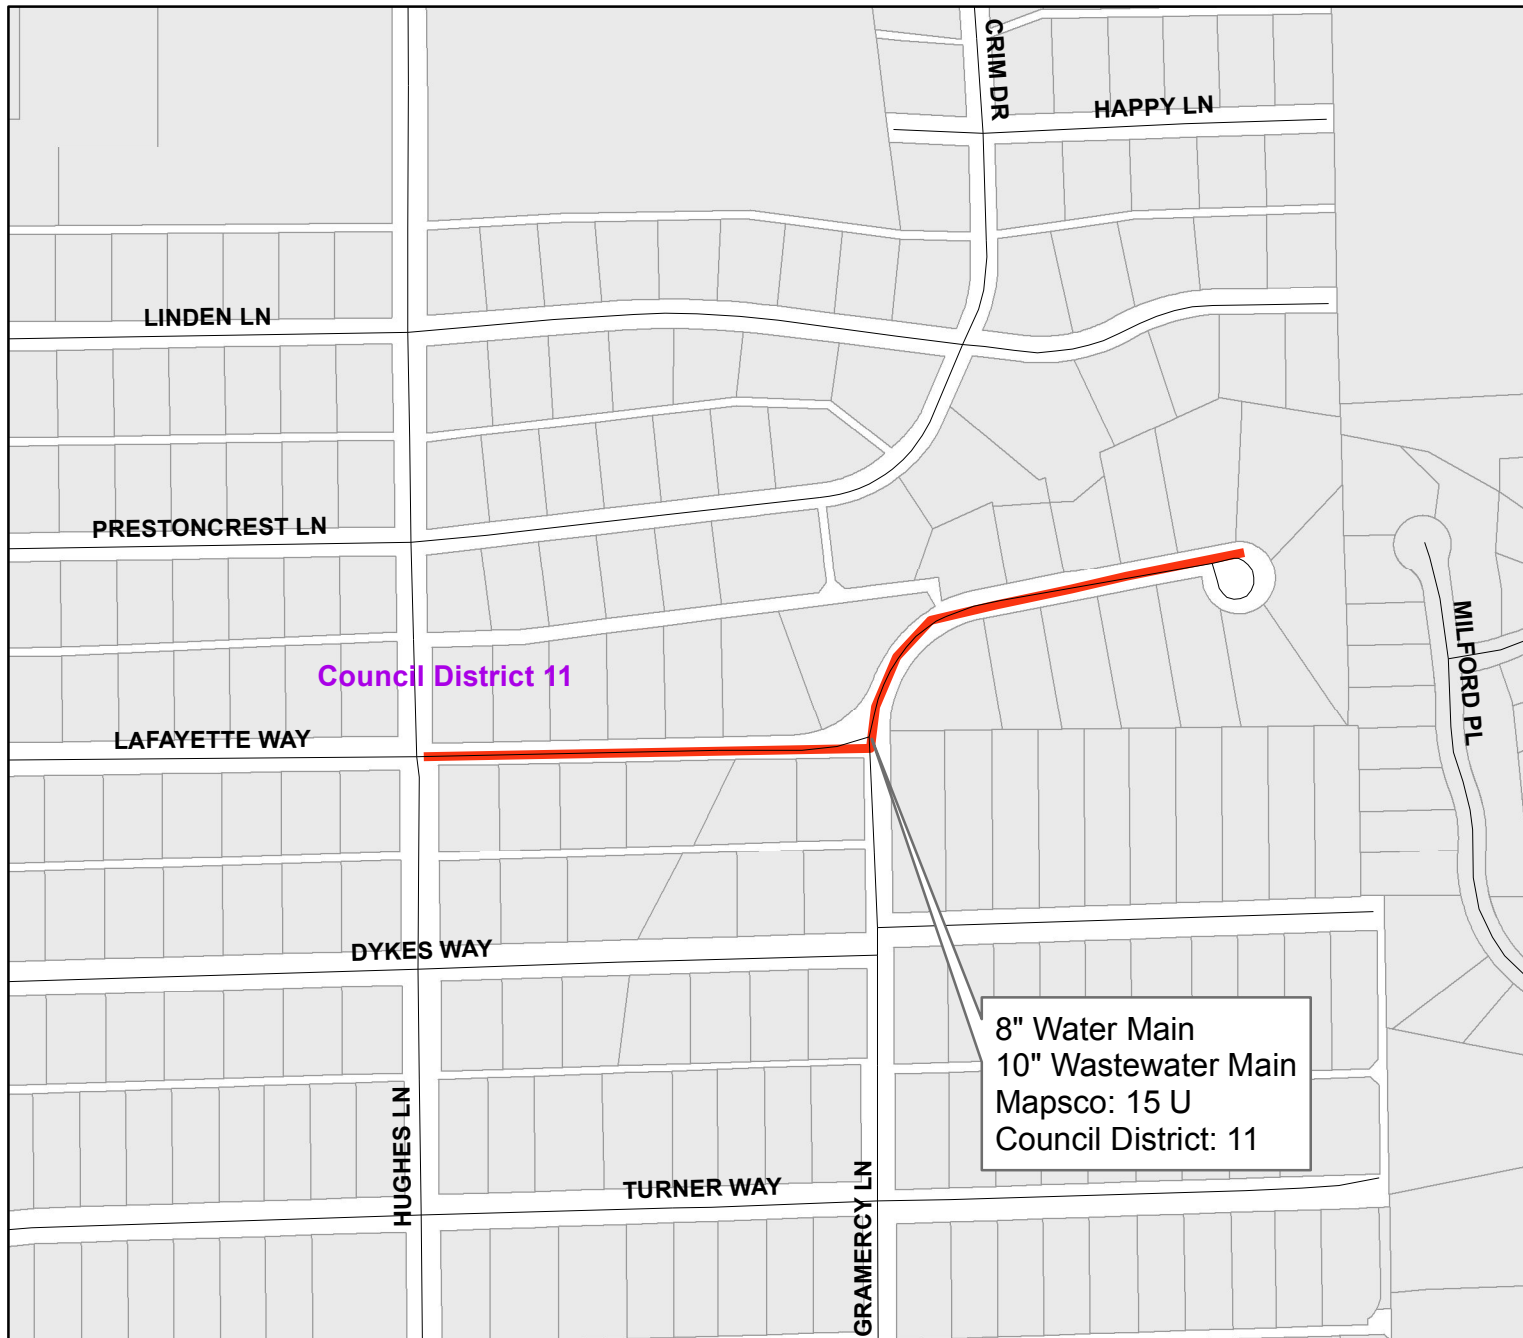 CRIM DR
HAPPY LN
LINDEN LN
PRESTONCREST LN
MILFORD PL
Council District 11
LAFAYETTE WAY
DYKES WAY
8" Water Main
10" Wastewater Main
Mapsco: 15 U
Council District: 11
HUGHES LN
TURNER WAY
GRAMERCY LN